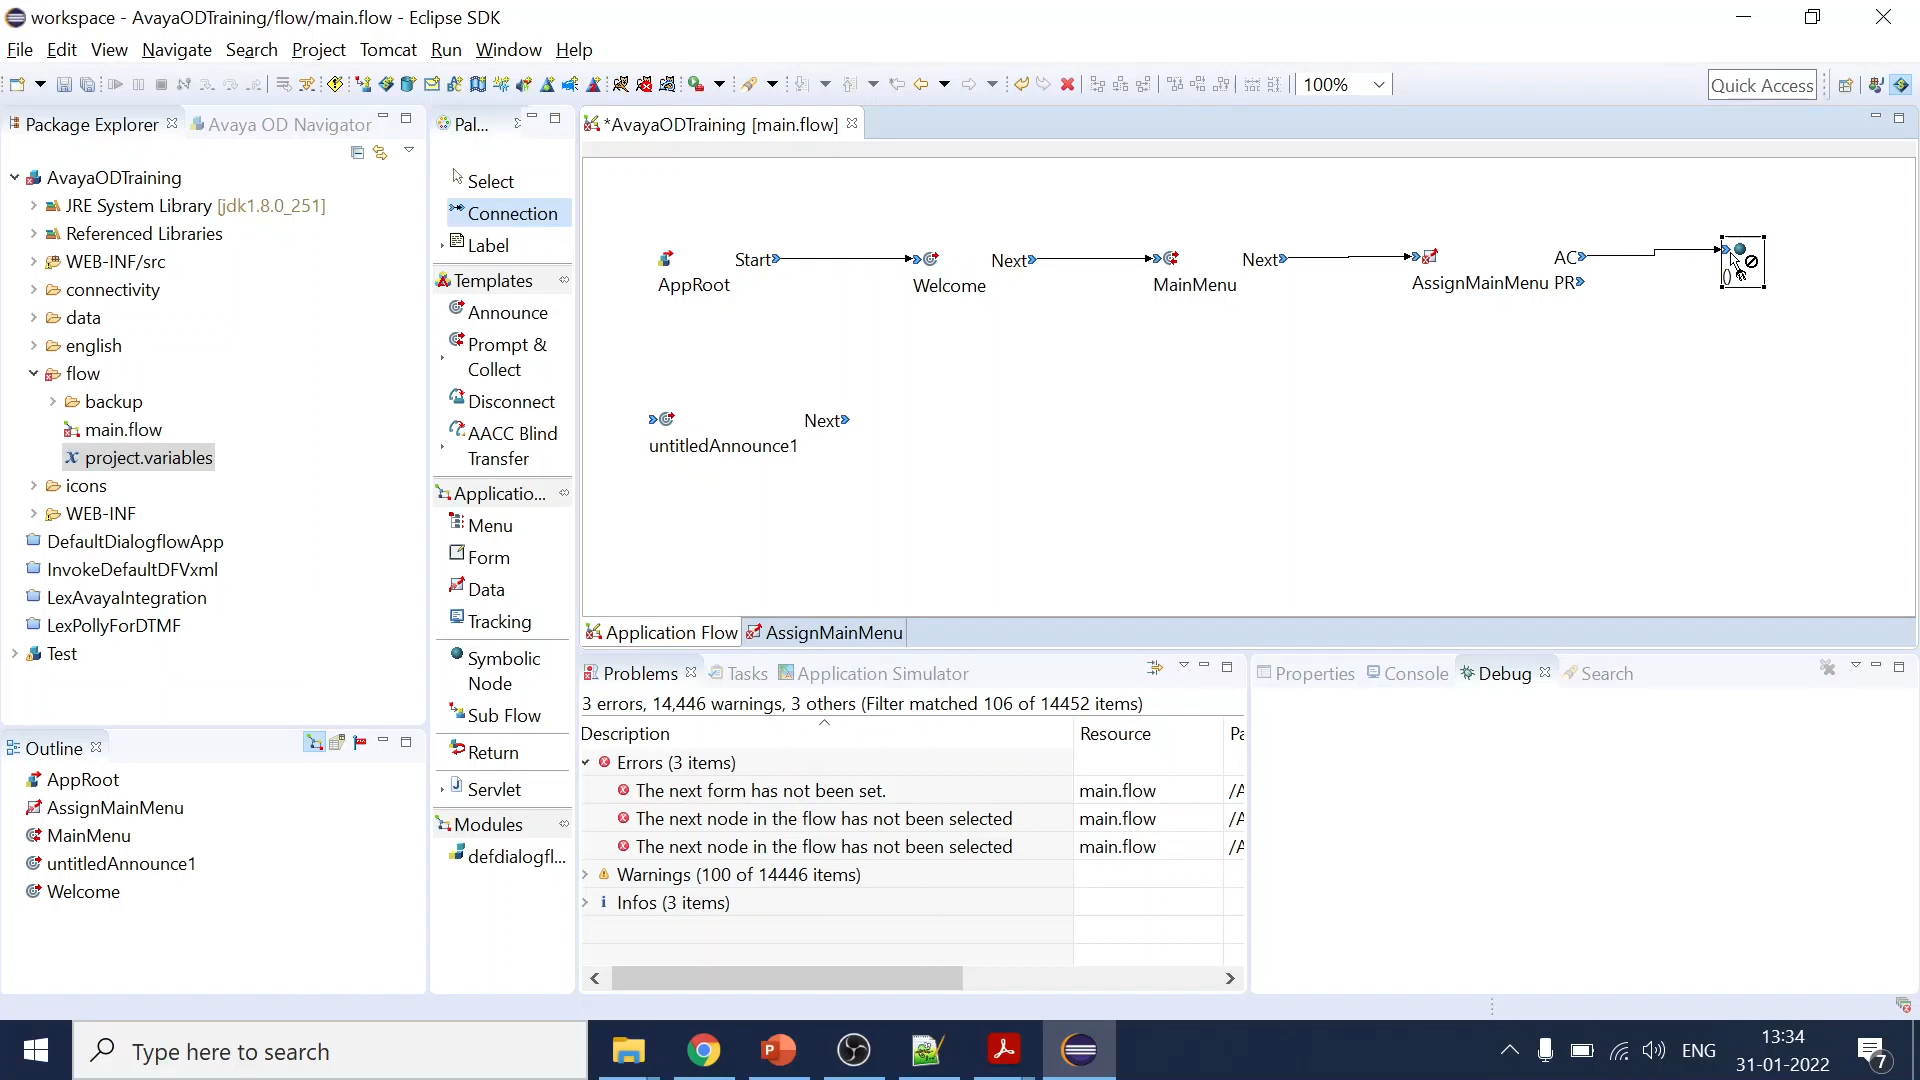 workspace - AvayaODTraining/flow/main.flow - Eclipse SDK
File Edit View Navigate Search Project Tomcat Run Window Help
100%
Quick Access
Package Explorer
Avaya OD Navigator
AvayaODTraining
JRE System Library [jdk1.8.0_251]
Referenced Libraries
WEB-INF/src
connectivity
data
english
flow
backup
main.flow
project.variables
icons
WEB-INF
DefaultDialogflowApp
InvokeDefaultDFVxml
LexAvayaIntegration
LexPollyForDTMF
Test
Outline
AppRoot
AssignMainMenu
MainMenu
untitledAnnounce1
Welcome
Pal...
Select
Connection
Label
Templates
Announce
Prompt &
Collect
Disconnect
AACC Blind
Transfer
Applicatio...
Menu
Form
Data
Tracking
Symbolic
Node
Sub Flow
Return
Servlet
Modules
defdialogfl...
*AvayaODTraining [main.flow]
Start
AppRoot
Next
Welcome
Next
MainMenu
AC
AssignMainMenu PR
()
Next
untitledAnnounce1
Application Flow
AssignMainMenu
Problems
Tasks
Application Simulator
3 errors, 14,446 warnings, 3 others (Filter matched 106 of 14452 items)
Description Resource Pa
Errors (3 items)
The next form has not been set. main.flow /A
The next node in the flow has not been selected main.flow /A
The next node in the flow has not been selected main.flow /A
Warnings (100 of 14446 items)
Infos (3 items)
Properties
Console
Debug
Search
Type here to search
ENG
13:34
31-01-2022
7